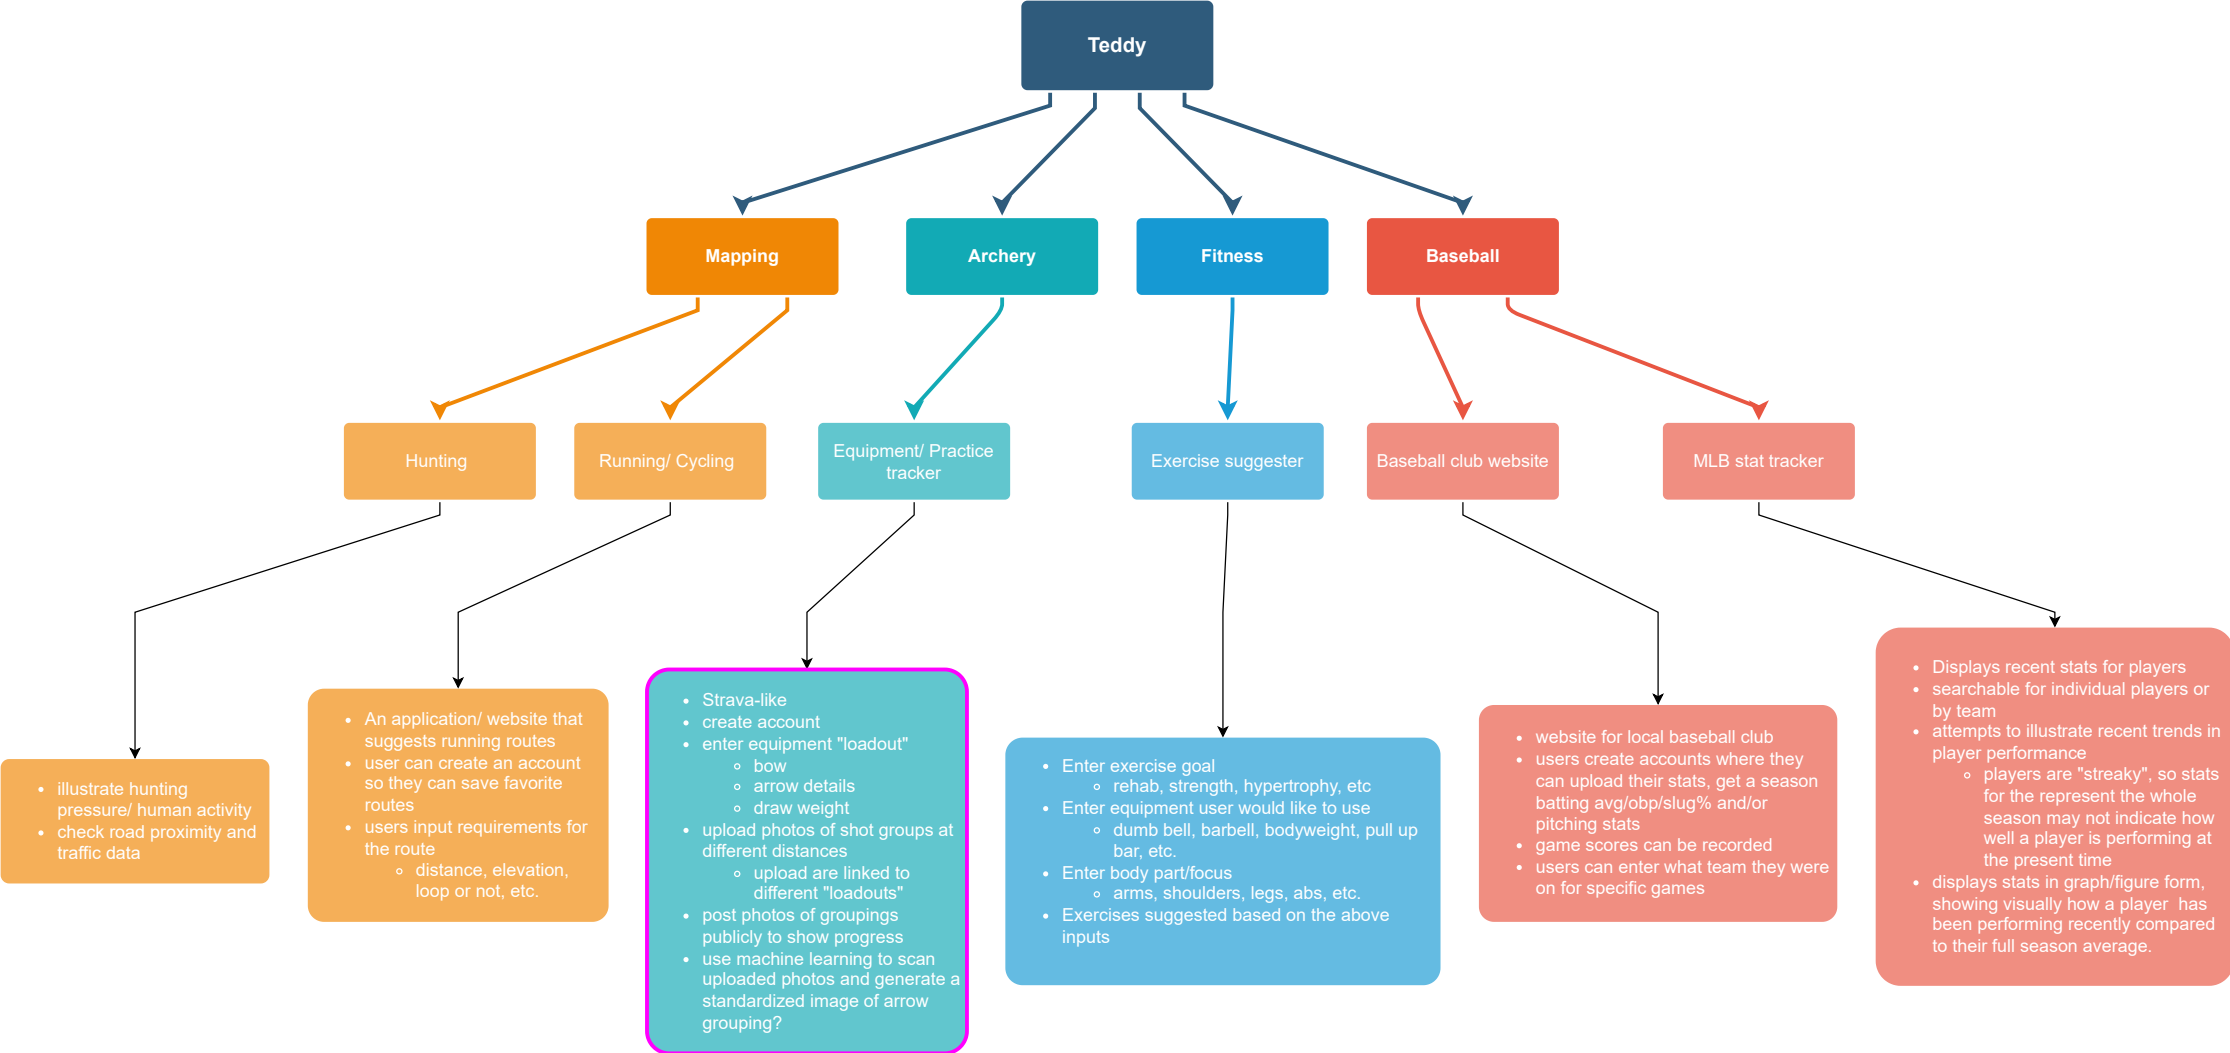 Teddy
Mapping
Archery
Fitness
Baseball
Hunting
Running/ Cycling
Equipment/ Practice
tracker
Exercise suggester
Baseball club website
MLB stat tracker
illustrate hunting
pressure/ human activity
check road proximity and
traffic data
An application/ website that
suggests running routes
user can create an account
so they can save favorite
routes
users input requirements for
the route
distance, elevation,
loop or not, etc.
Strava-like
create account
enter equipment "loadout"
bow
arrow details
draw weight
upload photos of shot groups at
different distances
upload are linked to
different "loadouts"
post photos of groupings
publicly to show progress
use machine learning to scan
uploaded photos and generate a
standardized image of arrow
grouping?
Enter exercise goal
rehab, strength, hypertrophy, etc
Enter equipment user would like to use
dumb bell, barbell, bodyweight, pull up
bar, etc.
Enter body part/focus
arms, shoulders, legs, abs, etc.
Exercises suggested based on the above
inputs
website for local baseball club
users create accounts where they
can upload their stats, get a season
batting avg/obp/slug% and/or
pitching stats
game scores can be recorded
users can enter what team they were
on for specific games
Displays recent stats for players
searchable for individual players or
by team
attempts to illustrate recent trends in
player performance
players are "streaky", so stats
for the represent the whole
season may not indicate how
well a player is performing at
the present time
displays stats in graph/figure form,
showing visually how a player has
been performing recently compared
to their full season average.